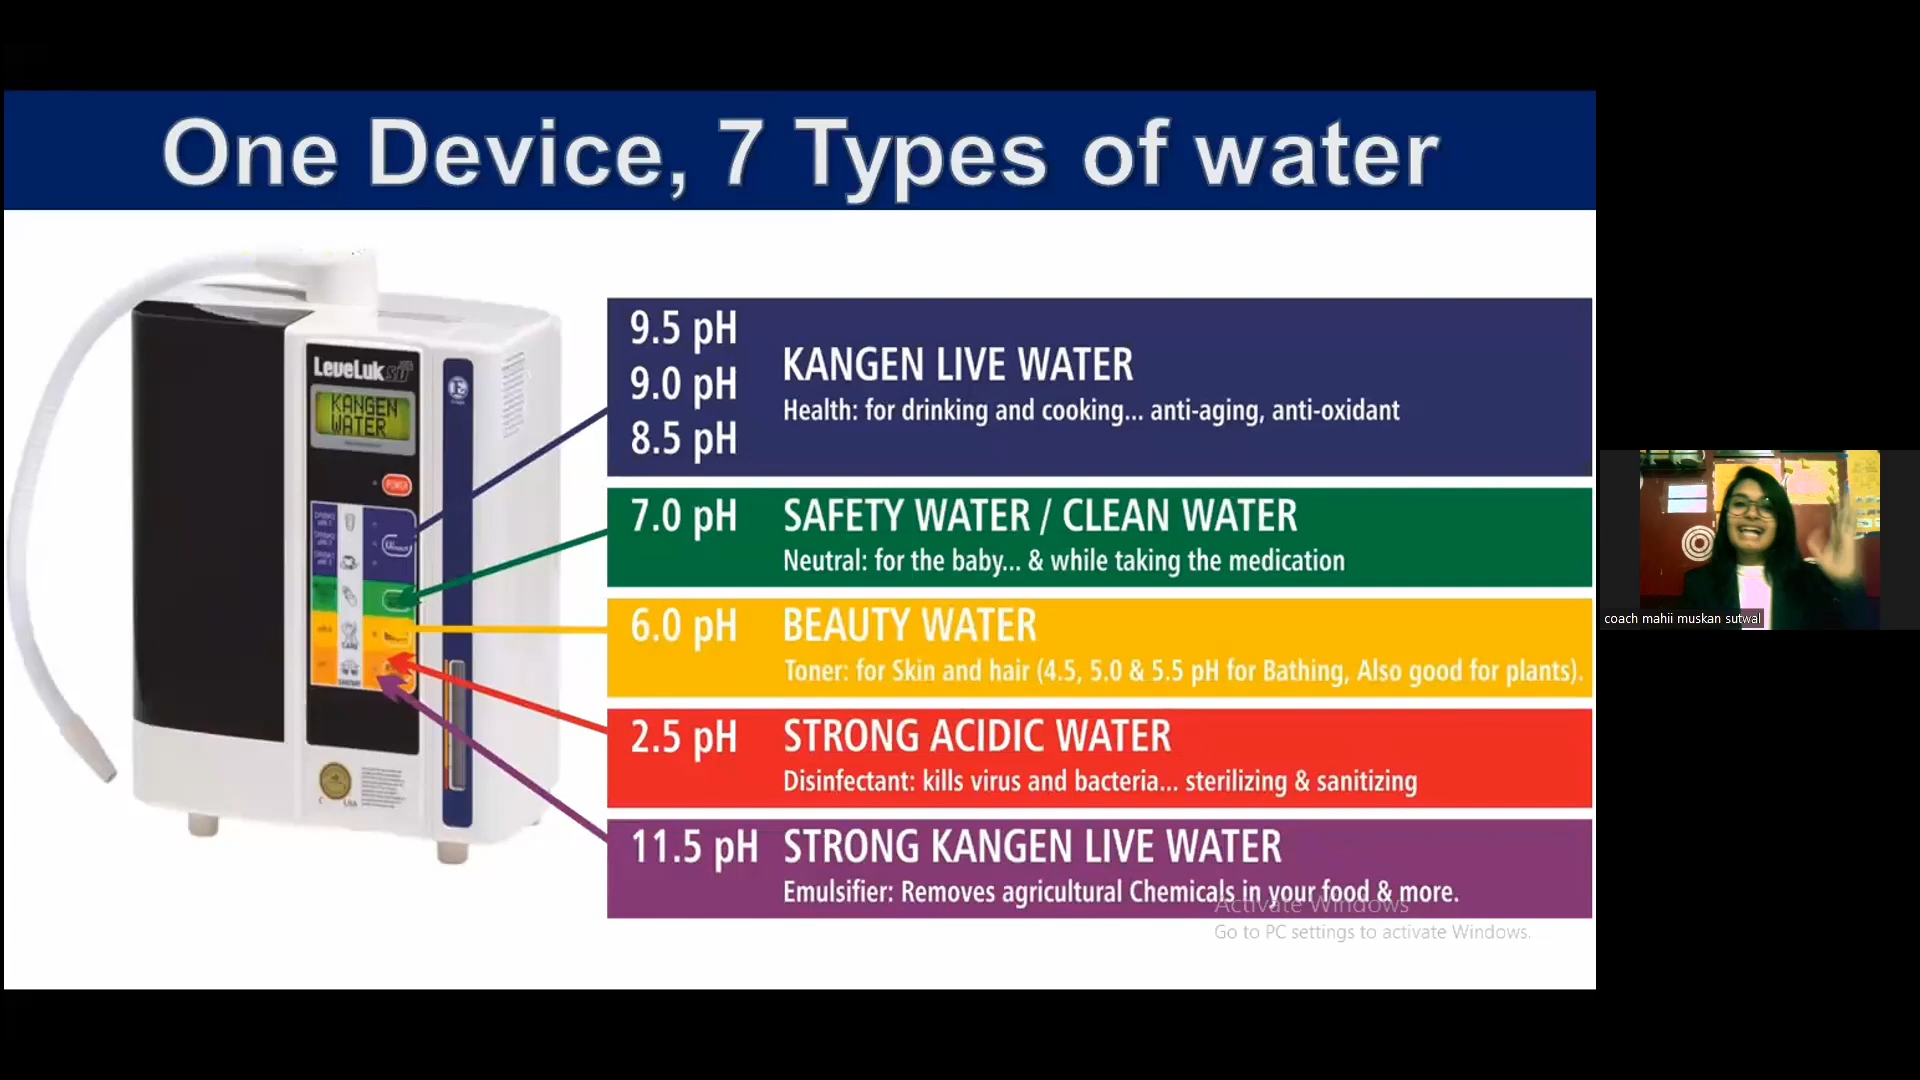 One Device, 7 Types of water
LeveLuk SD
KANGEN
WATER
POWER
9.5 pH
9.0 pH
8.5 pH
KANGEN LIVE WATER
Health: for drinking and cooking... anti-aging, anti-oxidant
7.0 pH SAFETY WATER / CLEAN WATER
Neutral: for the baby... & while taking the medication
6.0 pH BEAUTY WATER
Toner: for Skin and hair (4.5, 5.0 & 5.5 pH for Bathing, Also good for plants).
2.5 pH STRONG ACIDIC WATER
Disinfectant: kills virus and bacteria... sterilizing & sanitizing
11.5 pH STRONG KANGEN LIVE WATER
Emulsifier: Removes agricultural Chemicals in your food & more.
Activate Windows
Go to PC settings to activate Windows.
coach mahii muskan sutwal